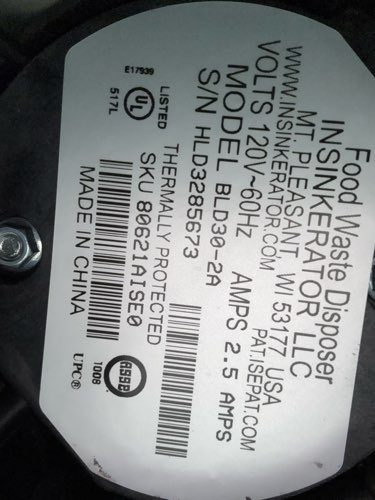 Food Waste Disposer
INSINKERATOR LLC
MT. PLEASANT, WI 53177 USA
WWW.INSINKERATOR.COM PAT.ISEPAT.COM
VOLTS 120V~60Hz AMPS 2.5 AMPS
MODEL BLD30-2A
S/N HLD3285673
THERMALLY PROTECTED
LISTED
UL
E17939
517L
SKU 80621AISE0
MADE IN CHINA
ASSE
1008
UPC®